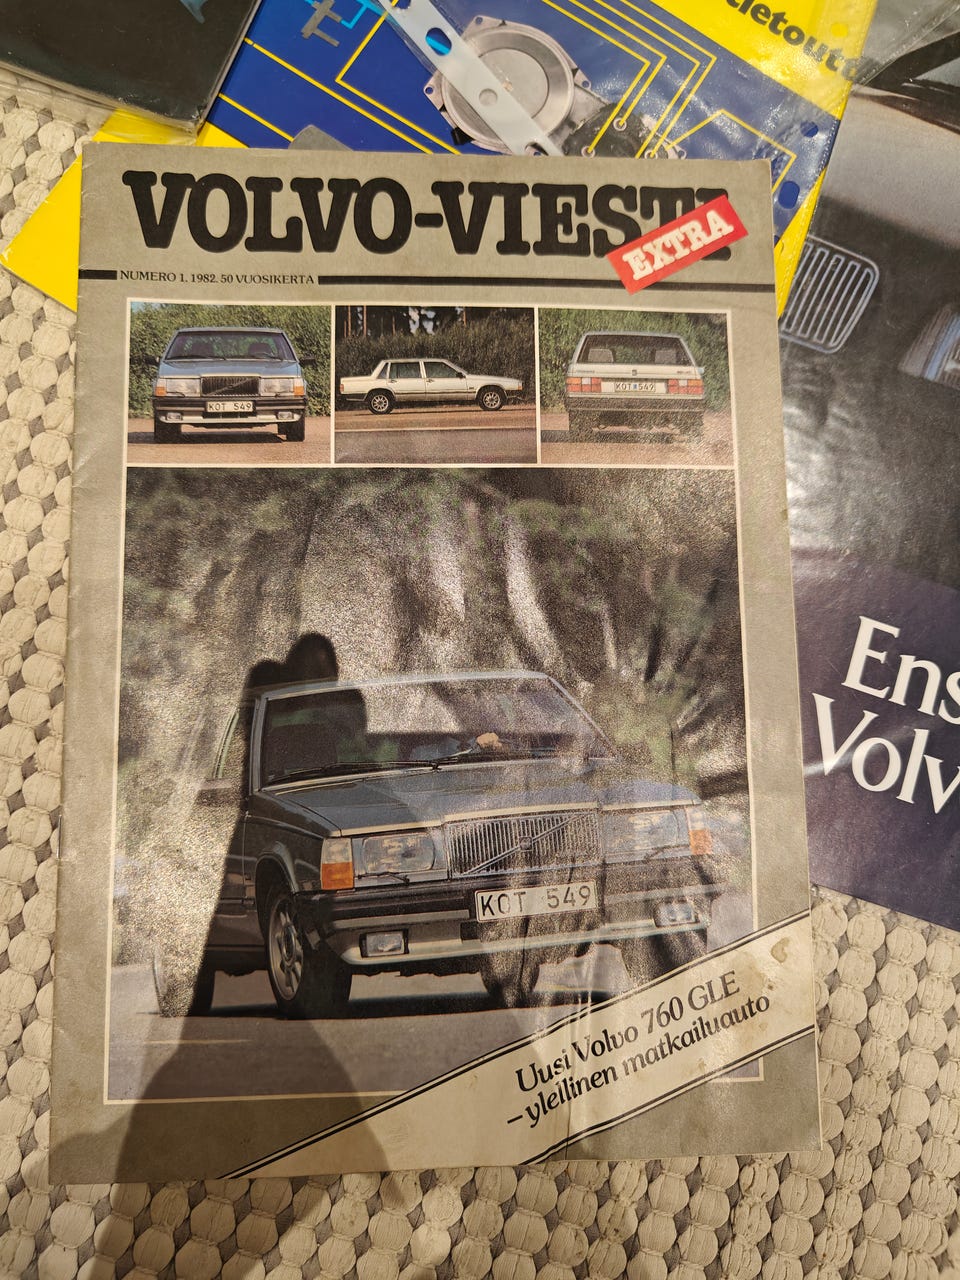 tietout
VOLVO-VIESTI
EXTRA
NUMERO 1. 1982. 50 VUOSIKERTA
KOT 549
KOT 549
KOT 549
Uusi Volvo 760 GLE
– ylellinen matkailuauto
Ens
Volv